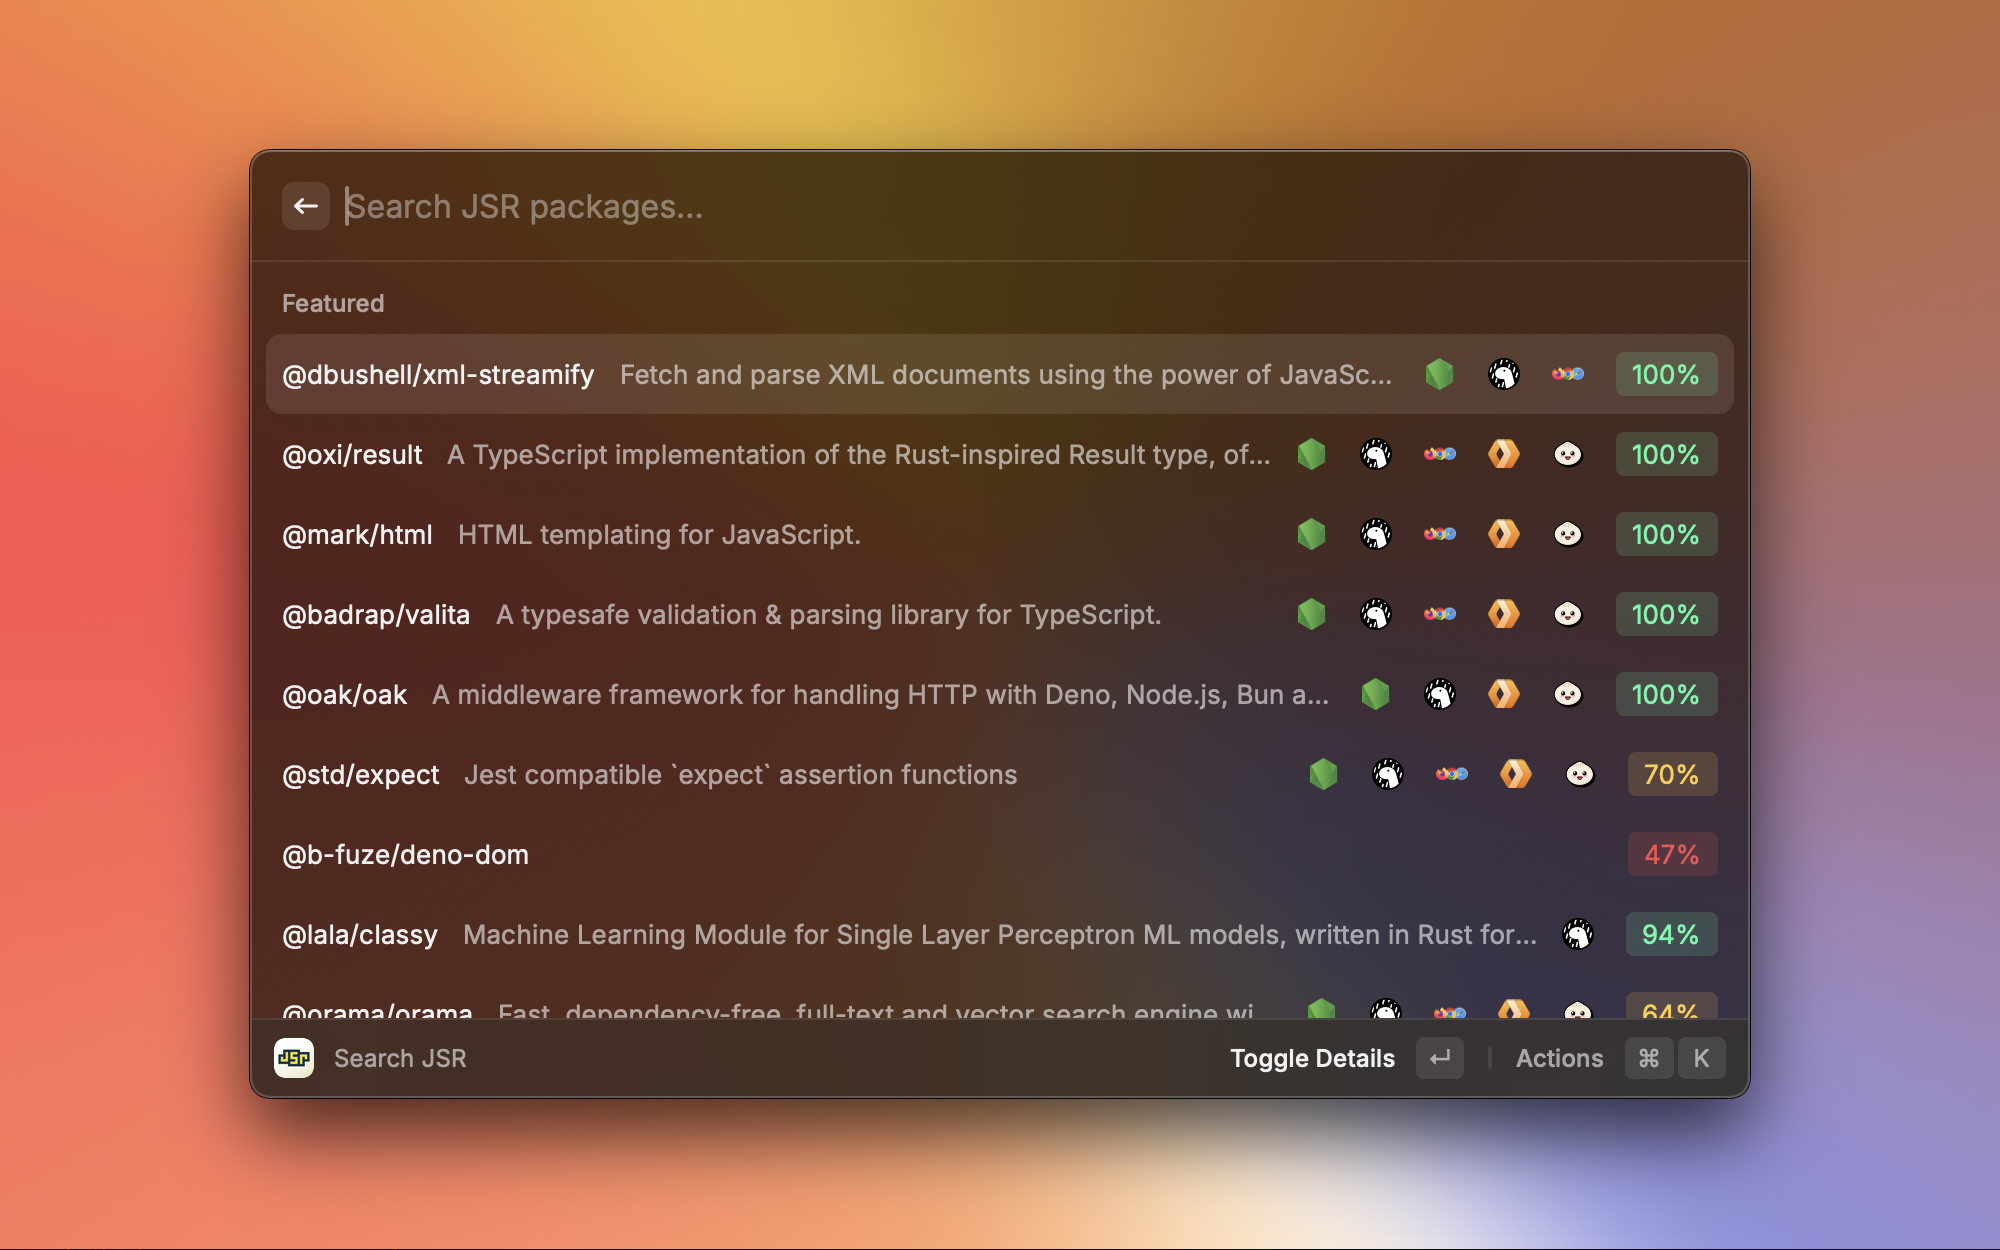 Search JSR packages...
Featured
@dbushell/xml-streamify Fetch and parse XML documents using the power of JavaSc... 100%
@oxi/result A TypeScript implementation of the Rust-inspired Result type, of... 100%
@mark/html HTML templating for JavaScript. 100%
@badrap/valita A typesafe validation & parsing library for TypeScript. 100%
@oak/oak A middleware framework for handling HTTP with Deno, Node.js, Bun a... 100%
@std/expect Jest compatible `expect` assertion functions 70%
@b-fuze/deno-dom 47%
@lala/classy Machine Learning Module for Single Layer Perceptron ML models, written in Rust for... 94%
@orama/orama Fast, dependency-free, full-text and vector search engine wi... 64%
JSR Search JSR Toggle Details ↵ Actions ⌘ K